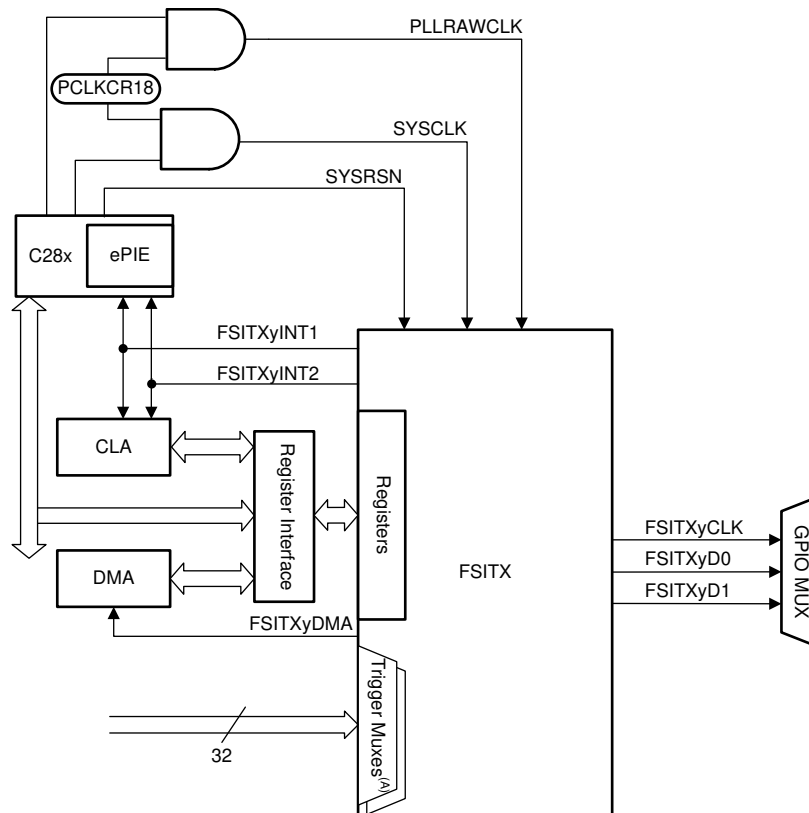 PLLRAWCLK
PCLKCR18
SYSCLK
SYSRSN
C28x
ePIE
FSITXyINT1
FSITXyINT2
CLA
Register Interface
Registers
FSITX
FSITXyCLK
FSITXyD0
FSITXyD1
GPIO MUX
DMA
FSITXyDMA
Trigger Muxes(A)
32